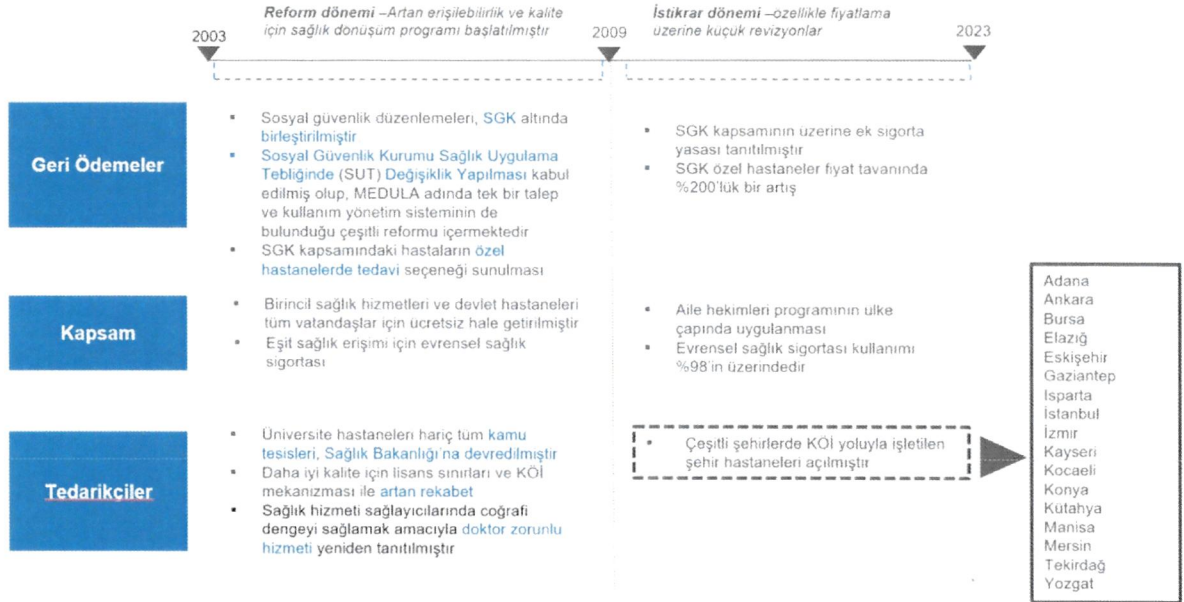 Reform dönemi –Artan erişilebilirlik ve kalite
için sağlık dönüşüm programı başlatılmıştır
İstikrar dönemi –özellikle fiyatlama
üzerine küçük revizyonlar
2003
2009
2023
Geri Ödemeler
▪ Sosyal güvenlik düzenlemeleri, SGK altında
birleştirilmiştir
▪ Sosyal Güvenlik Kurumu Sağlık Uygulama
Tebliğinde (SUT) Değişiklik Yapılması kabul
edilmiş olup, MEDULA adında tek bir talep
ve kullanım yönetim sisteminin de
bulunduğu çeşitli reformu içermektedir
▪ SGK kapsamındaki hastaların özel
hastanelerde tedavi seçeneği sunulması
▪ SGK kapsamının üzerine ek sigorta
yasası tanıtılmıştır
▪ SGK özel hastaneler fiyat tavanında
%200'lük bir artış
Kapsam
▪ Birincil sağlık hizmetleri ve devlet hastaneleri
tüm vatandaşlar için ücretsiz hale getirilmiştir
▪ Eşit sağlık erişimi için evrensel sağlık
sigortası
▪ Aile hekimleri programının ülke
çapında uygulanması
▪ Evrensel sağlık sigortası kullanımı
%98'in üzerindedir
Tedarikçiler
▪ Üniversite hastaneleri hariç tüm kamu
tesisleri, Sağlık Bakanlığı'na devredilmiştir
▪ Daha iyi kalite için lisans sınırları ve KÖİ
mekanizması ile artan rekabet
▪ Sağlık hizmeti sağlayıcılarında coğrafi
dengeyi sağlamak amacıyla doktor zorunlu
hizmeti yeniden tanıtılmıştır
▪ Çeşitli şehirlerde KÖİ yoluyla işletilen
şehir hastaneleri açılmıştır
Adana
Ankara
Bursa
Elazığ
Eskişehir
Gaziantep
Isparta
İstanbul
İzmir
Kayseri
Kocaeli
Konya
Kütahya
Manisa
Mersin
Tekirdağ
Yozgat